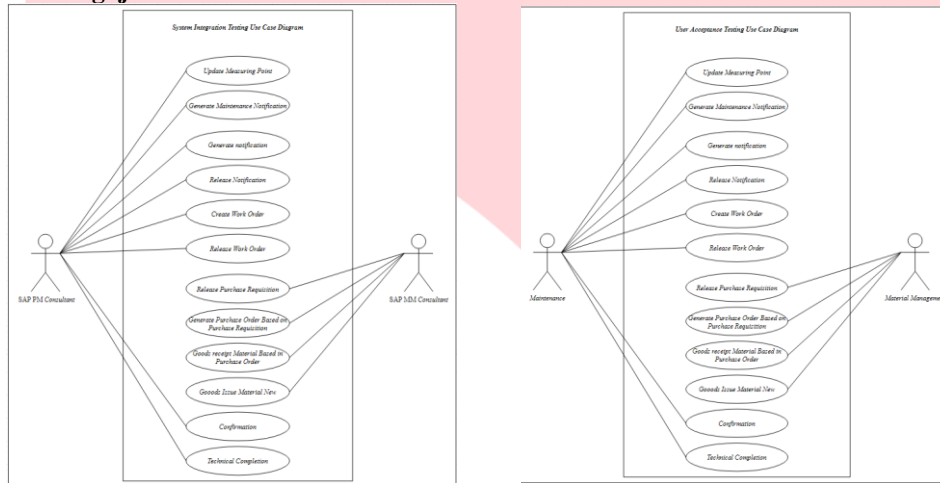 System Integration Testing Use Case Diagram
Update Measuring Point
Generate Maintenance Notification
Generate notification
Release Notification
Create Work Order
Release Work Order
Release Purchase Requisition
Generate Purchase Order Based on
Purchase Requisition
Goods receipt Material Based in
Purchase Order
Gooods Issue Material New
Confirmation
Technical Completion
SAP PM Consultant
SAP MM Consultant
User Acceptance Testing Use Case Diagram
Update Measuring Point
Generate Maintenance Notification
Generate notification
Release Notification
Create Work Order
Release Work Order
Release Purchase Requisition
Generate Purchase Order Based on
Purchase Requisition
Goods receipt Material Based in
Purchase Order
Gooods Issue Material New
Confirmation
Technical Completion
Maintenance
Material Manageme